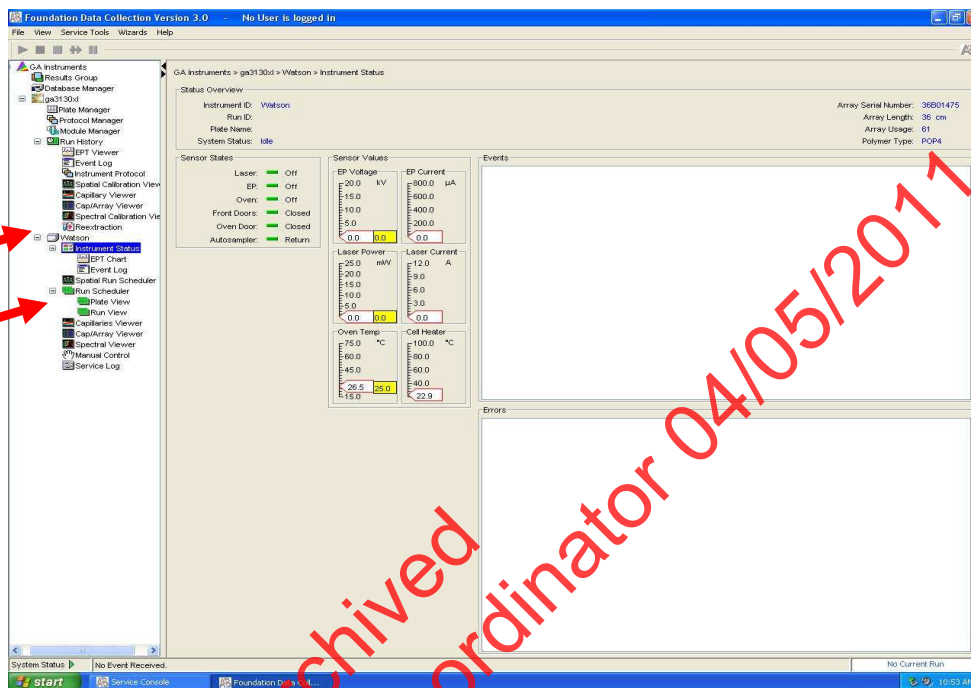 Foundation Data Collection Version 3.0 - No User is logged in
File View Service Tools Wizards Help
GA Instruments
Results Group
Database Manager
ga3130xl
Plate Manager
Protocol Manager
Module Manager
Run History
EPT Viewer
Event Log
Instrument Protocol
Spatial Calibration View
Capillary Viewer
Cap/Array Viewer
Spectral Calibration Vie
Reextraction
Watson
Instrument Status
EPT Chart
Event Log
Spatial Run Scheduler
Run Scheduler
Plate View
Run View
Capillaries Viewer
Cap/Array Viewer
Spectral Viewer
Manual Control
Service Log
GA Instruments > ga3130xl > Watson > Instrument Status
Status Overview
Instrument ID: Watson
Run ID:
Plate Name:
System Status: Idle
Array Serial Number: 36B01475
Array Length: 36 cm
Array Usage: 61
Polymer Type: POP4
Sensor States
Laser: Off
EP: Off
Oven: Off
Front Doors: Closed
Oven Door: Closed
Autosampler: Return
Sensor Values
EP Voltage
20.0 kV
15.0
10.0
5.0
0.0 0.0
EP Current
800.0 µA
600.0
400.0
200.0
0.0
Laser Power
25.0 mW
20.0
15.0
10.0
5.0
0.0 0.0
Laser Current
12.0 A
9.0
6.0
3.0
0.0
Oven Temp
75.0 °C
60.0
45.0
26.5 25.0
15.0
Cell Heater
100.0 °C
80.0
60.0
40.0
22.9
Events
Errors
chived
ordinator 04/05/2011
System Status No Event Received.
No Current Run
start Service Console Foundation Data Coll... 10:53 AM